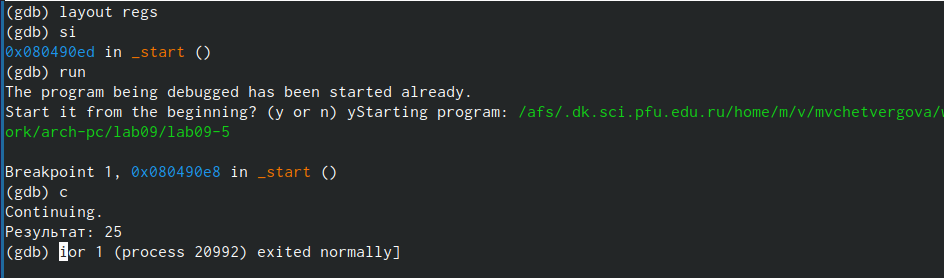 (gdb) layout regs
(gdb) si
0x080490ed in _start ()
(gdb) run
The program being debugged has been started already.
Start it from the beginning? (y or n) yStarting program: /afs/.dk.sci.pfu.edu.ru/home/m/v/mvchetvergova/w
ork/arch-pc/lab09/lab09-5
Breakpoint 1, 0x080490e8 in _start ()
(gdb) c
Continuing.
Результат: 25
(gdb) ior 1 (process 20992) exited normally]